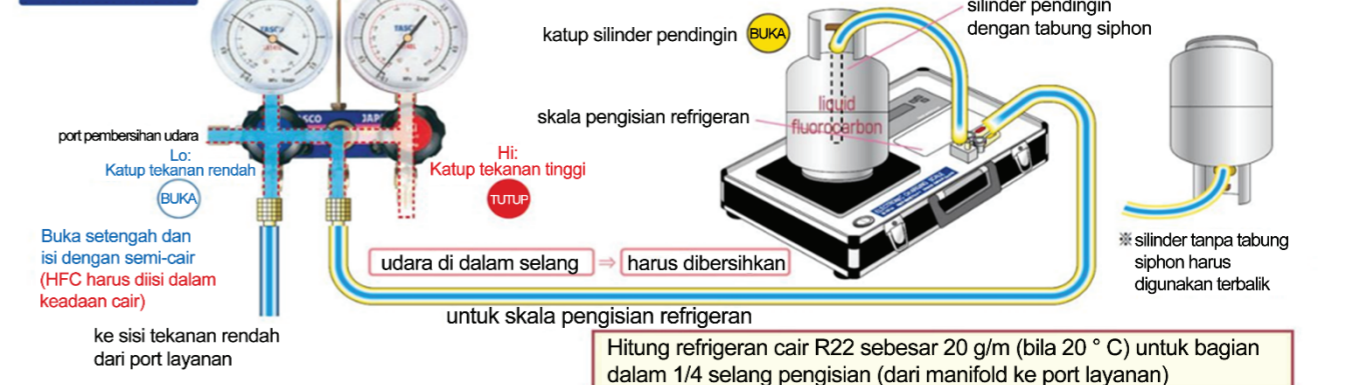 silinder pendingin
dengan tabung siphon
katup silinder pendingin
BUKA
TASCO
TASCO
liquid
fluorocarbon
skala pengisian refrigeran
TASCO JAP
port pembersihan udara
Lo:
Katup tekanan rendah
BUKA
Hi:
Katup tekanan tinggi
TUTUP
Buka setengah dan
isi dengan semi-cair
(HFC harus diisi dalam
keadaan cair)
udara di dalam selang ⇒ harus dibersihkan
※ silinder tanpa tabung
siphon harus
digunakan terbalik
untuk skala pengisian refrigeran
ke sisi tekanan rendah
dari port layanan
Hitung refrigeran cair R22 sebesar 20 g/m (bila 20 ° C) untuk bagian
dalam 1/4 selang pengisian (dari manifold ke port layanan)